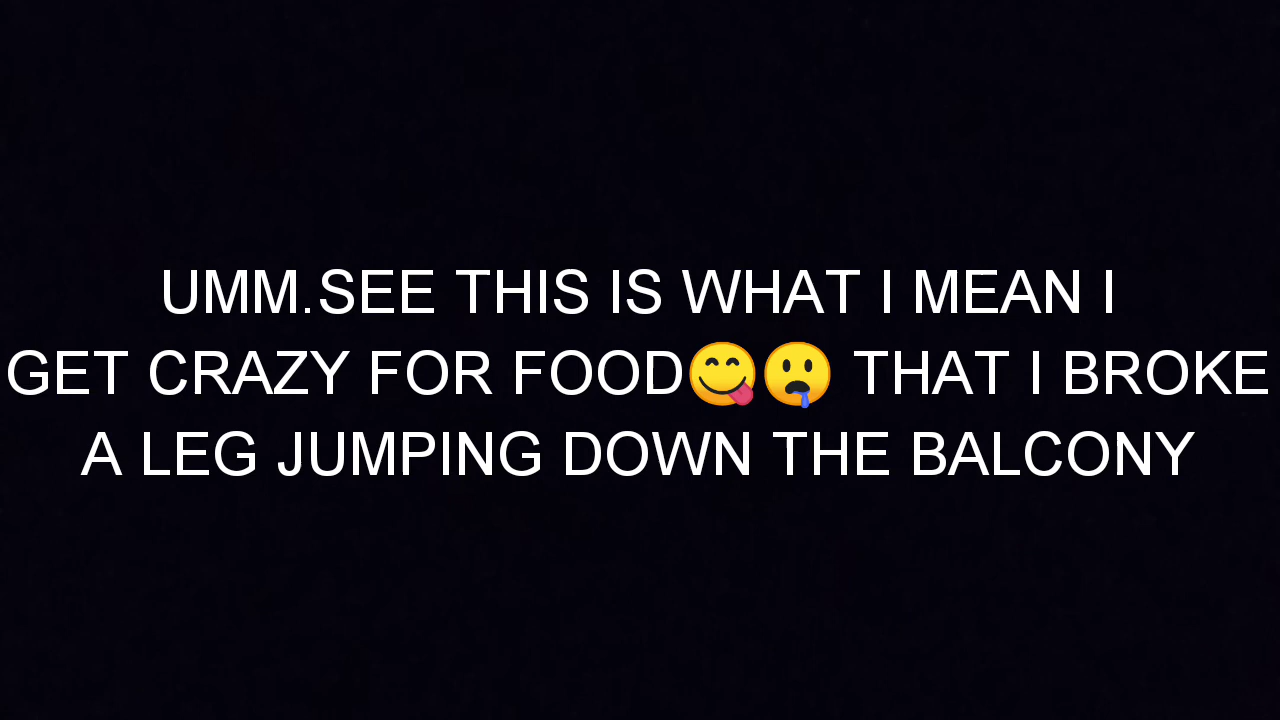 UMM.SEE THIS IS WHAT I MEAN I
GET CRAZY FOR FOOD😋🤤 THAT I BROKE
A LEG JUMPING DOWN THE BALCONY